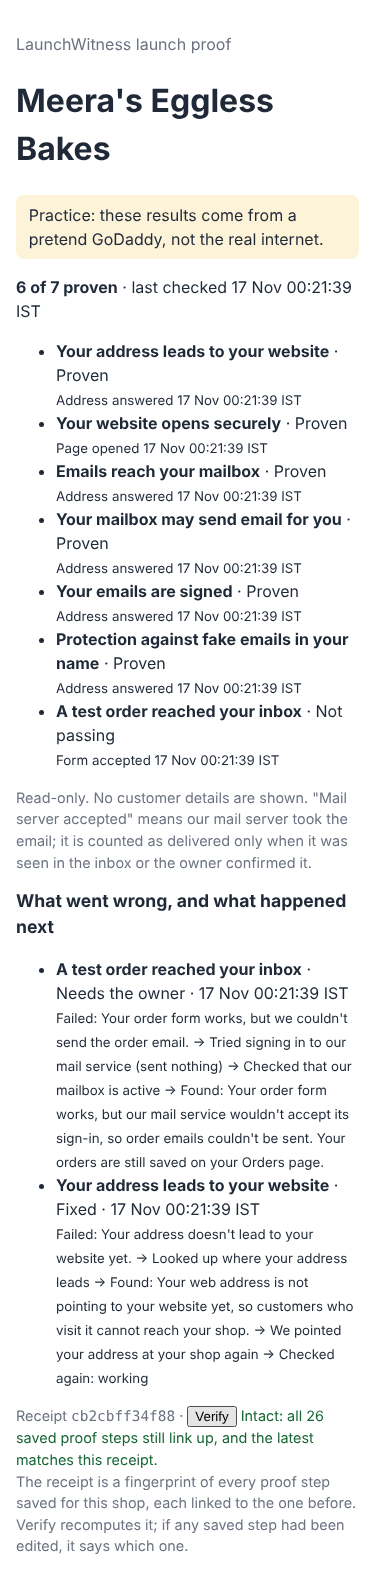 LaunchWitness launch proof
Meera's Eggless
Bakes
Practice: these results come from a
pretend GoDaddy, not the real internet.
6 of 7 proven · last checked 17 Nov 00:21:39
IST
• Your address leads to your website ·
Proven
Address answered 17 Nov 00:21:39 IST
• Your website opens securely · Proven
Page opened 17 Nov 00:21:39 IST
• Emails reach your mailbox · Proven
Address answered 17 Nov 00:21:39 IST
• Your mailbox may send email for you ·
Proven
Address answered 17 Nov 00:21:39 IST
• Your emails are signed · Proven
Address answered 17 Nov 00:21:39 IST
• Protection against fake emails in your
name · Proven
Address answered 17 Nov 00:21:39 IST
• A test order reached your inbox · Not
passing
Form accepted 17 Nov 00:21:39 IST
Read-only. No customer details are shown. "Mail
server accepted" means our mail server took the
email; it is counted as delivered only when it was
seen in the inbox or the owner confirmed it.
What went wrong, and what happened
next
• A test order reached your inbox ·
Needs the owner · 17 Nov 00:21:39 IST
Failed: Your order form works, but we couldn't
send the order email. → Tried signing in to our
mail service (sent nothing) → Checked that our
mailbox is active → Found: Your order form
works, but our mail service wouldn't accept its
sign-in, so order emails couldn't be sent. Your
orders are still saved on your Orders page.
• Your address leads to your website ·
Fixed · 17 Nov 00:21:39 IST
Failed: Your address doesn't lead to your
website yet. → Looked up where your address
leads → Found: Your web address is not
pointing to your website yet, so customers who
visit it cannot reach your shop. → We pointed
your address at your shop again → Checked
again: working
Receipt cb2cbff34f88 · Verify Intact: all 26
saved proof steps still link up, and the latest
matches this receipt.
The receipt is a fingerprint of every proof step
saved for this shop, each linked to the one before.
Verify recomputes it; if any saved step had been
edited, it says which one.